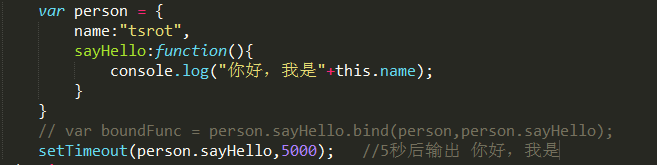 var person = {
name:"tsrot",
sayHello:function(){
console.log("你好，我是"+this.name);
}
}
// var boundFunc = person.sayHello.bind(person,person.sayHello);
setTimeout(person.sayHello,5000);   //5秒后输出 你好，我是